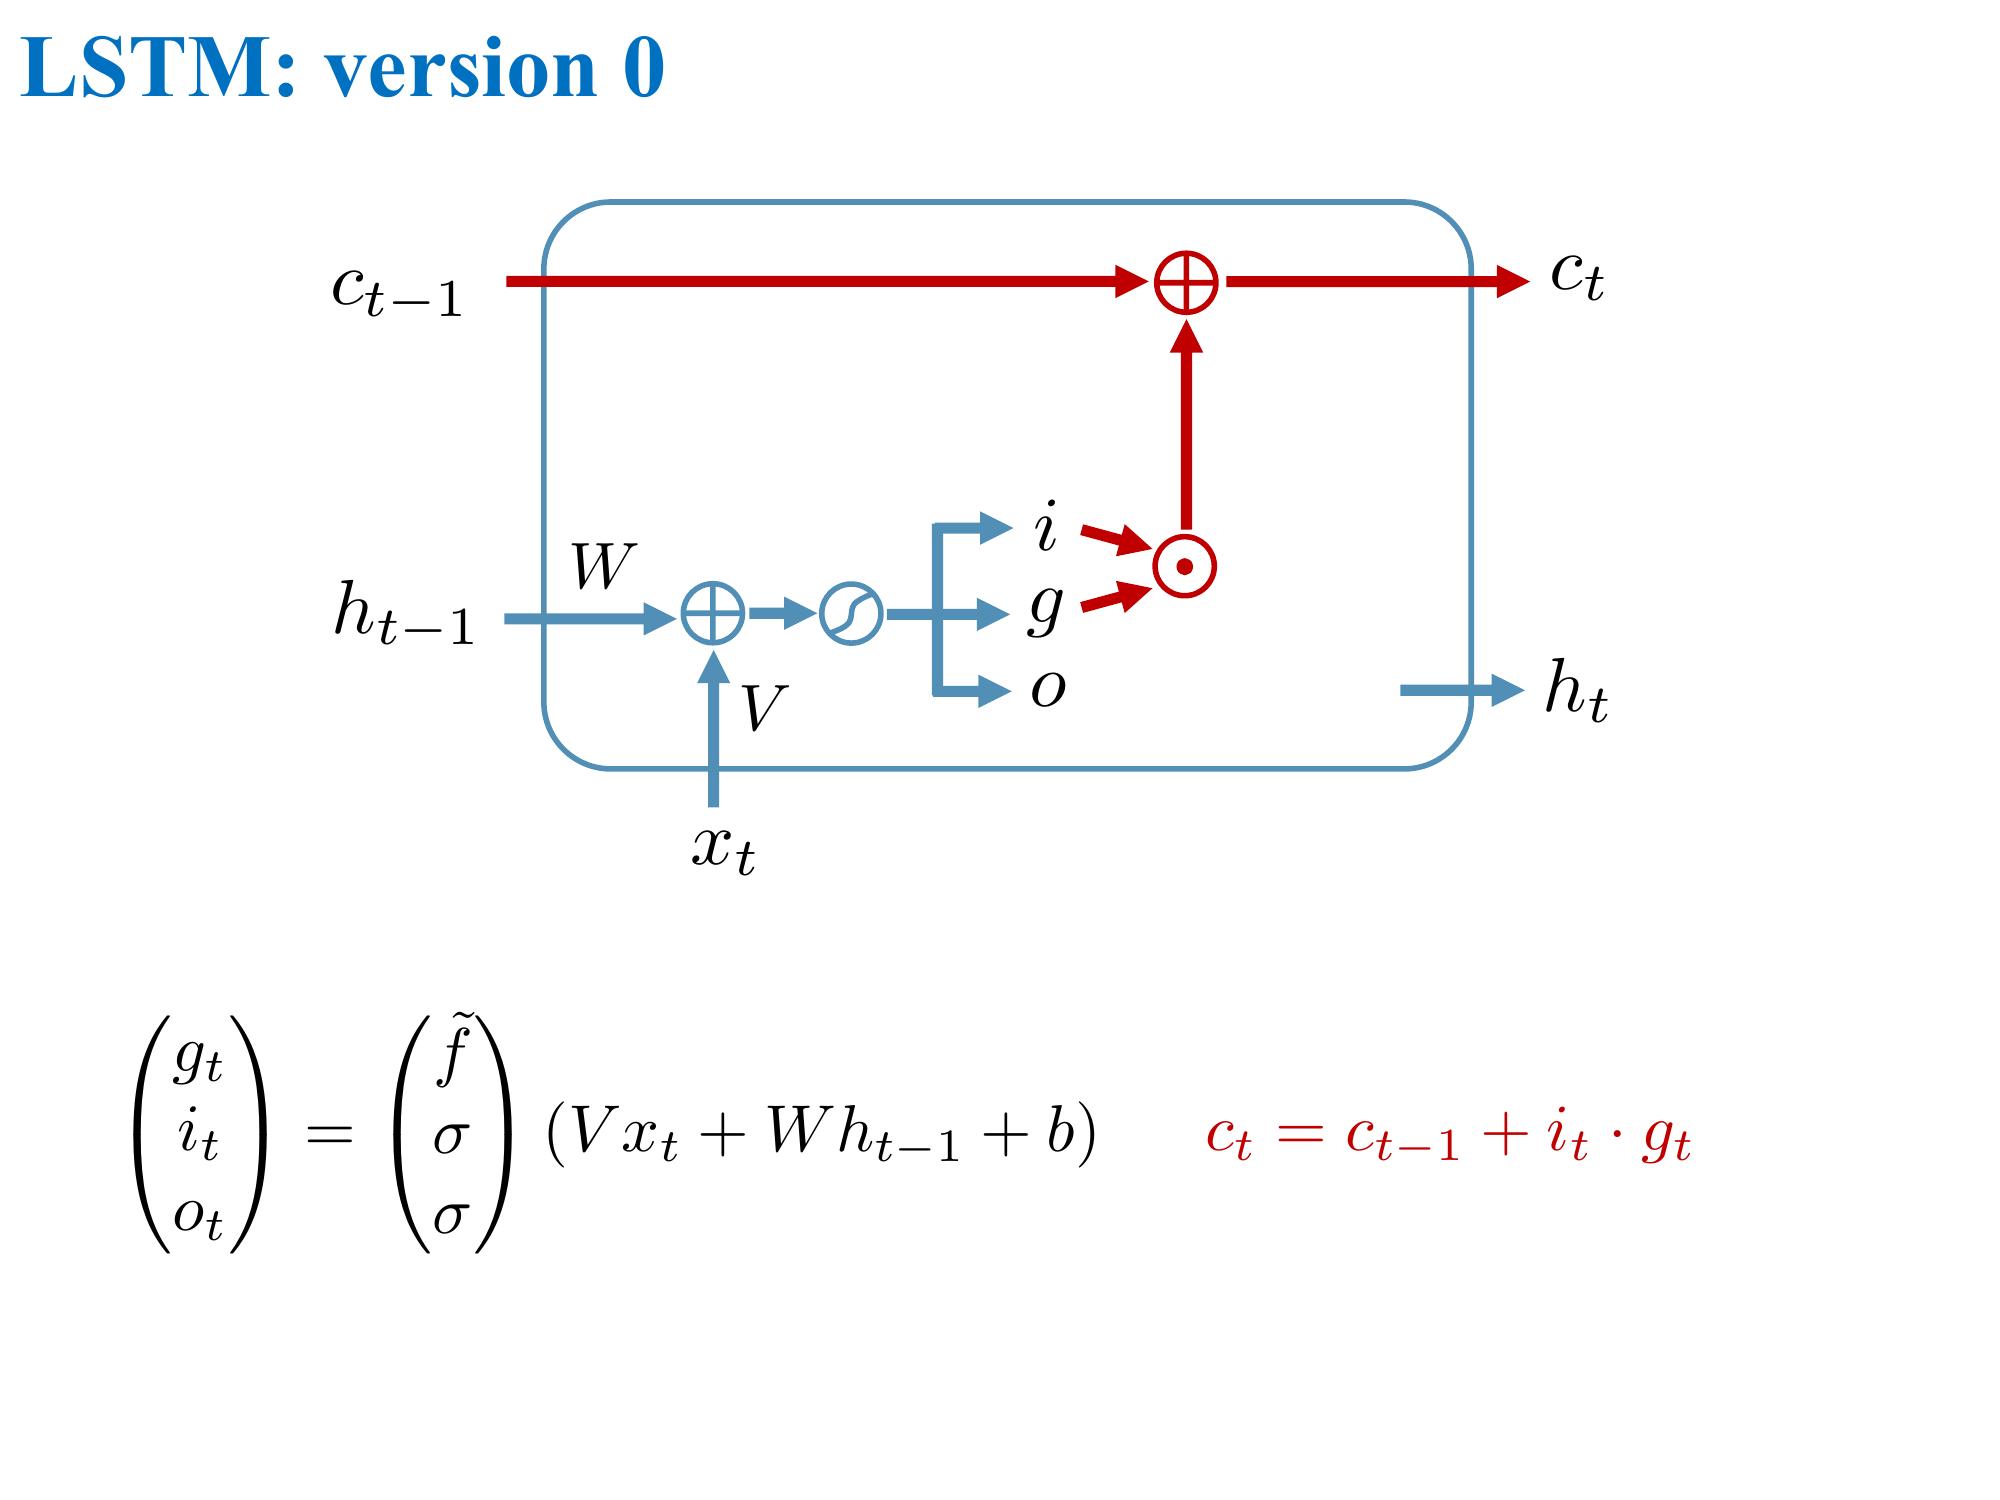 LSTM: version 0
c_{t-1}
c_t
i
W
g
h_{t-1}
o
V
h_t
x_t
\begin{pmatrix} g_t \\ i_t \\ o_t \end{pmatrix} = \begin{pmatrix} \tilde{f} \\ \sigma \\ \sigma \end{pmatrix} (Vx_t + Wh_{t-1} + b) c_t = c_{t-1} + i_t \cdot g_t